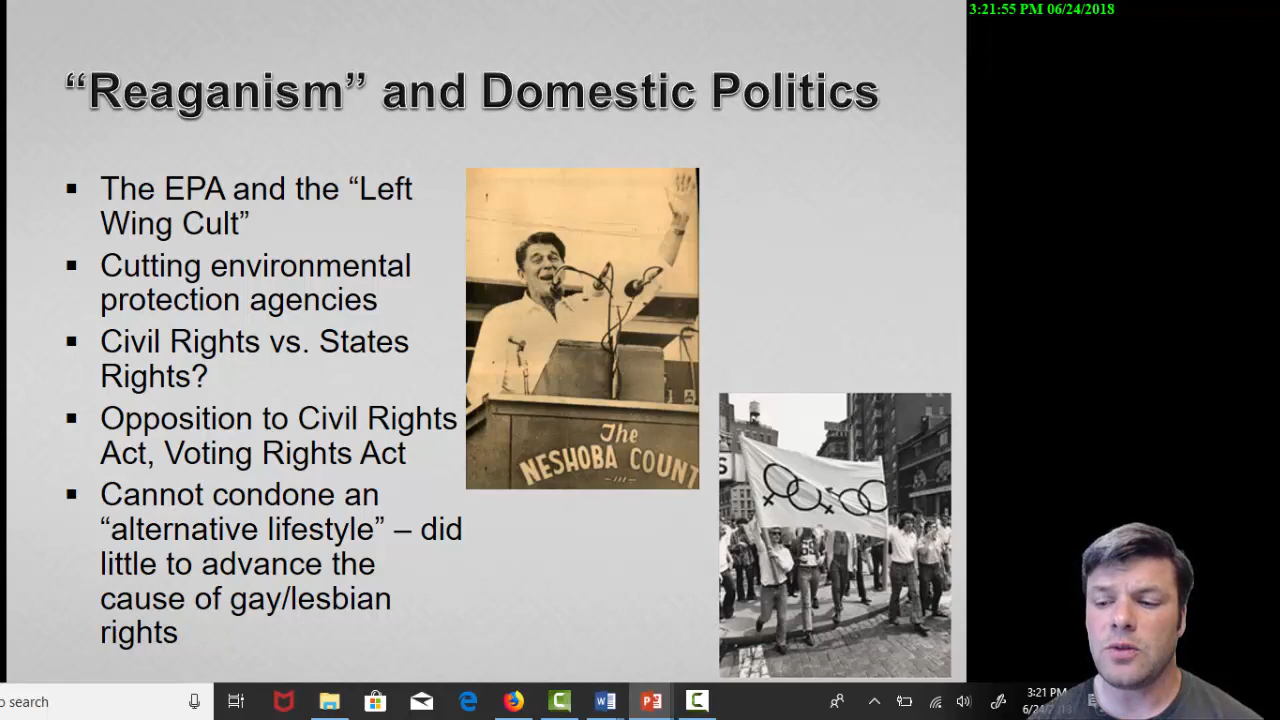 3:21:55 PM 06/24/2018
“Reaganism” and Domestic Politics
▪ The EPA and the “Left
Wing Cult”
▪ Cutting environmental
protection agencies
▪ Civil Rights vs. States
Rights?
▪ Opposition to Civil Rights
Act, Voting Rights Act
▪ Cannot condone an
“alternative lifestyle” – did
little to advance the
cause of gay/lesbian
rights
The
NESHOBA COUNT
S
o search
3:21 PM